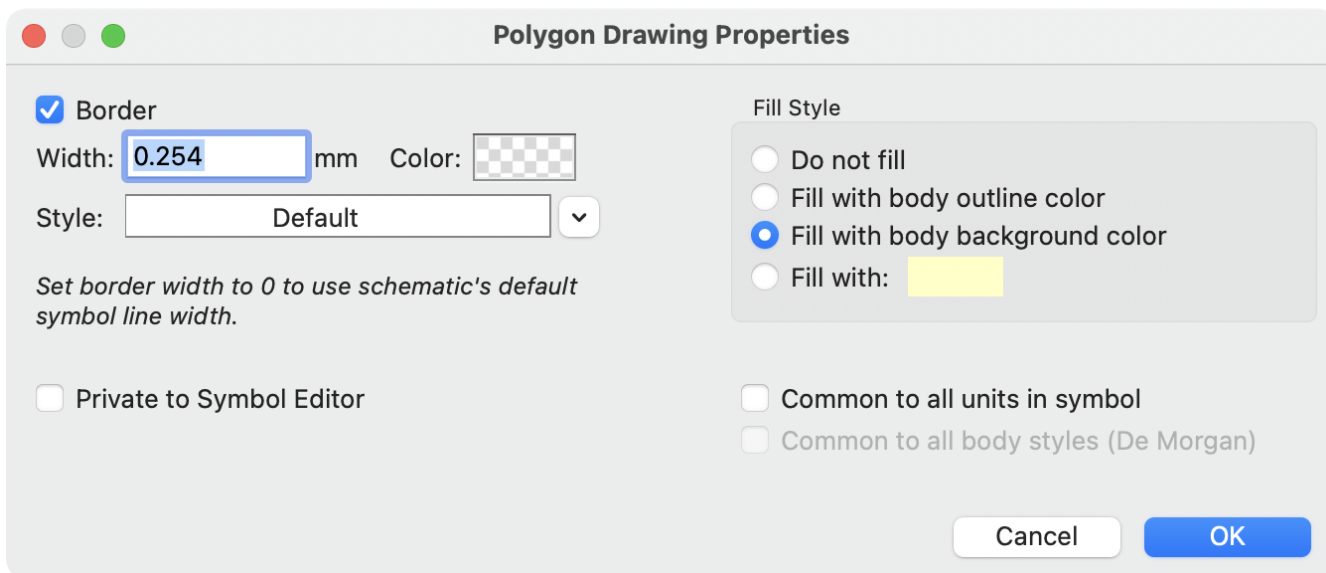 Polygon Drawing Properties
Border
Width: 0.254 mm Color:
Style: Default
Set border width to 0 to use schematic's default
symbol line width.
Private to Symbol Editor
Fill Style
Do not fill
Fill with body outline color
Fill with body background color
Fill with:
Common to all units in symbol
Common to all body styles (De Morgan)
Cancel OK